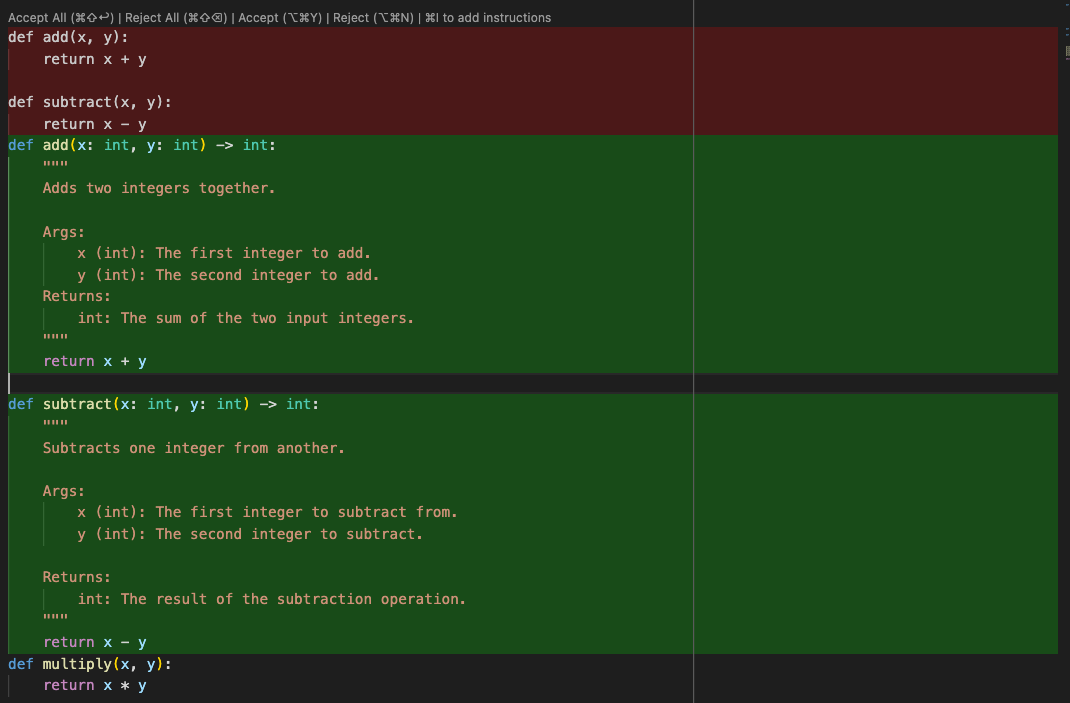 Accept All (⌘⇧↩) | Reject All (⌘⇧⌫) | Accept (⌥⌘Y) | Reject (⌥⌘N) | ⌘I to add instructions
def add(x, y):
    return x + y

def subtract(x, y):
    return x - y
def add(x: int, y: int) -> int:
    """
    Adds two integers together.

    Args:
        x (int): The first integer to add.
        y (int): The second integer to add.
    Returns:
        int: The sum of the two input integers.
    """
    return x + y

def subtract(x: int, y: int) -> int:
    """
    Subtracts one integer from another.

    Args:
        x (int): The first integer to subtract from.
        y (int): The second integer to subtract.

    Returns:
        int: The result of the subtraction operation.
    """
    return x - y
def multiply(x, y):
    return x * y